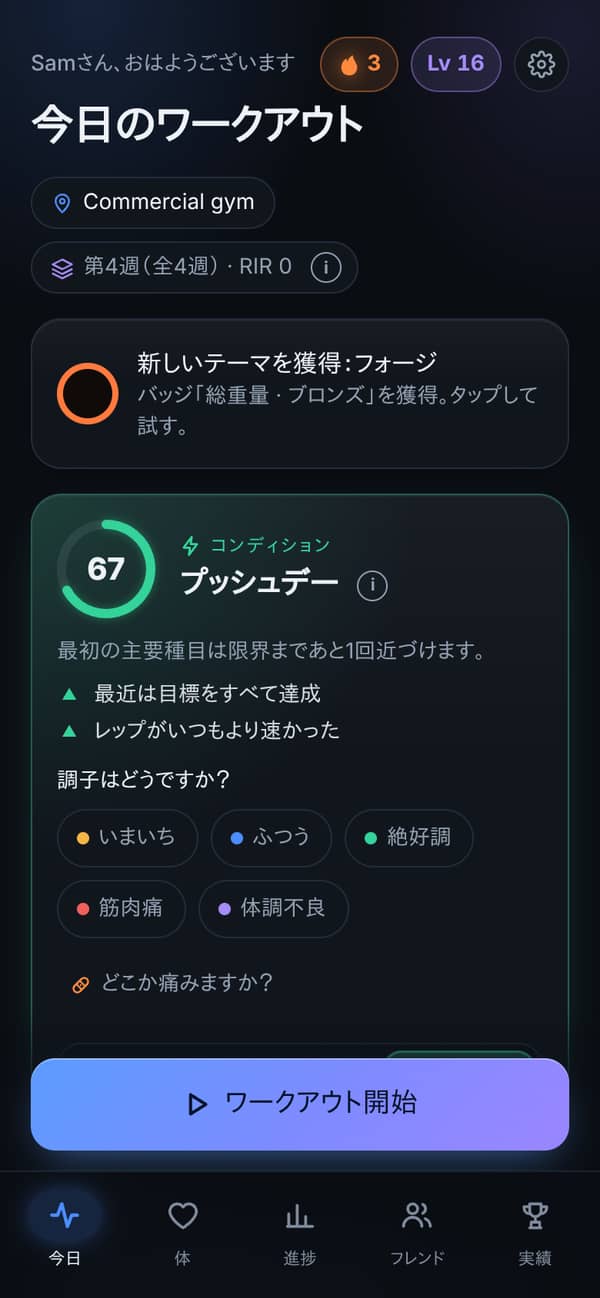 Samさん、おはようございます
3
Lv 16
今日のワークアウト
Commercial gym
第4週（全4週）· RIR 0
i
新しいテーマを獲得：フォージ
バッジ「総重量 · ブロンズ」を獲得。タップして
試す。
67
コンディション
プッシュデー
i
最初の主要種目は限界まであと1回近づけます。
最近は目標をすべて達成
レップがいつもより速かった
調子はどうですか？
いまいち
ふつう
絶好調
筋肉痛
体調不良
どこか痛みますか？
ワークアウト開始
今日
体
進捗
フレンド
実績